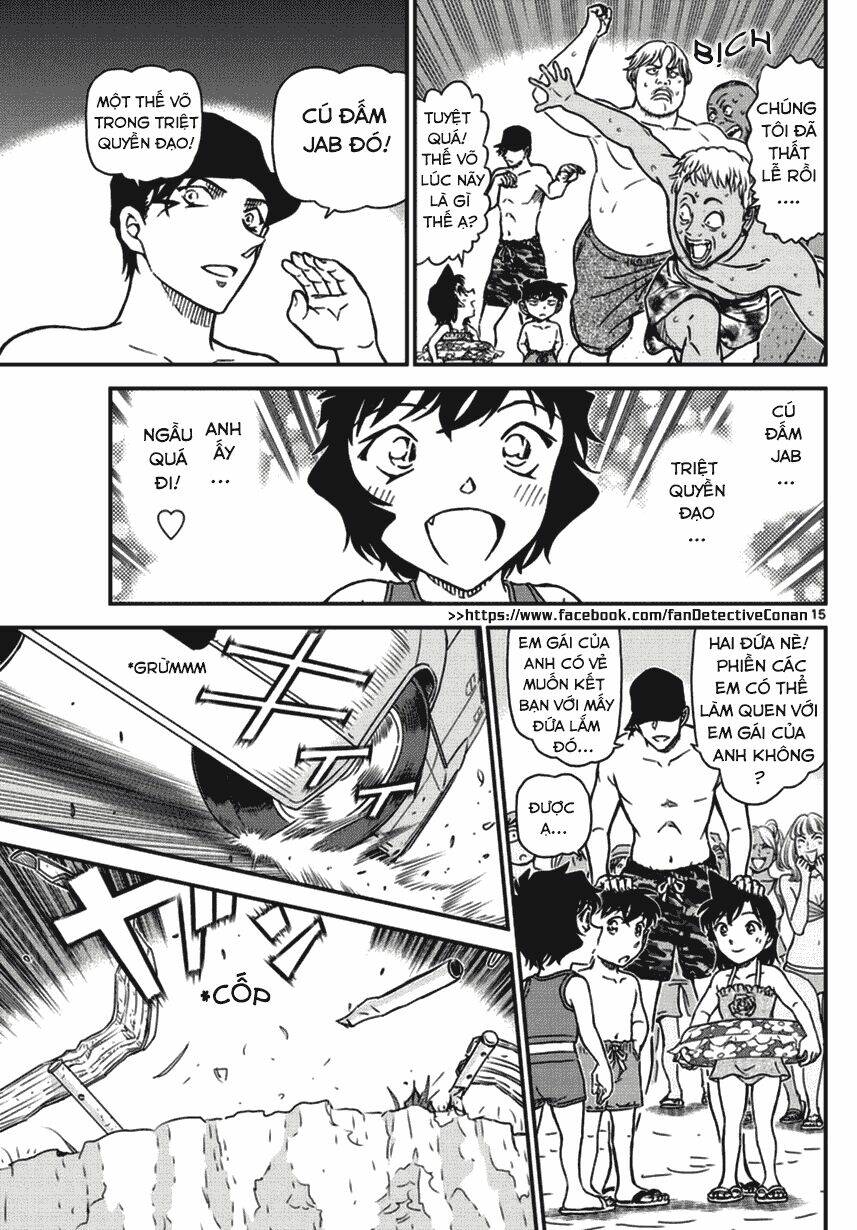 BỊCH
CHÚNG
TÔI ĐÃ
THẤT
LỄ RỒI
....
TUYỆT
QUÁ!
THẾ VÕ
LÚC NÃY
LÀ GÌ
THẾ Ạ?
CÚ ĐẤM
JAB ĐÓ!
MỘT THẾ VÕ
TRONG TRIỆT
QUYỀN ĐẠO!
CÚ
ĐẤM
JAB
...
TRIỆT
QUYỀN
ĐẠO
...
ANH
ẤY
...
NGẦU
QUÁ
ĐI!
♡
>>https://www.facebook.com/fanDetectiveConan 15
HAI ĐỨA NÈ!
PHIỀN CÁC
EM CÓ THỂ
LÀM QUEN VỚI
EM GÁI CỦA
ANH KHÔNG
?
EM GÁI CỦA
ANH CÓ VẺ
MUỐN KẾT
BẠN VỚI MẤY
ĐỨA LẮM
ĐÓ...
ĐƯỢC
Ạ...
*GRỪMMM
*CỐP